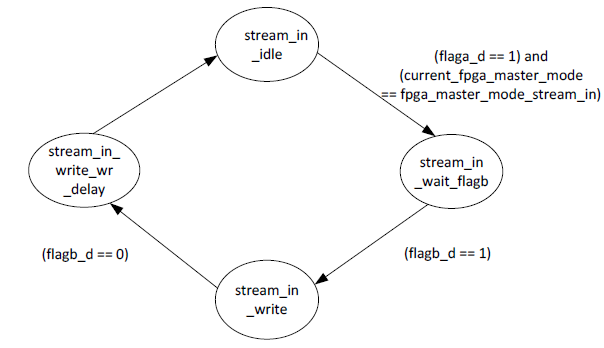 stream_in
_idle
(flaga_d == 1) and
(current_fpga_master_mode
== fpga_master_mode_stream_in)
stream_in_
write_wr
_delay
stream_in
_wait_flagb
(flagb_d == 0)
(flagb_d == 1)
stream_in
_write